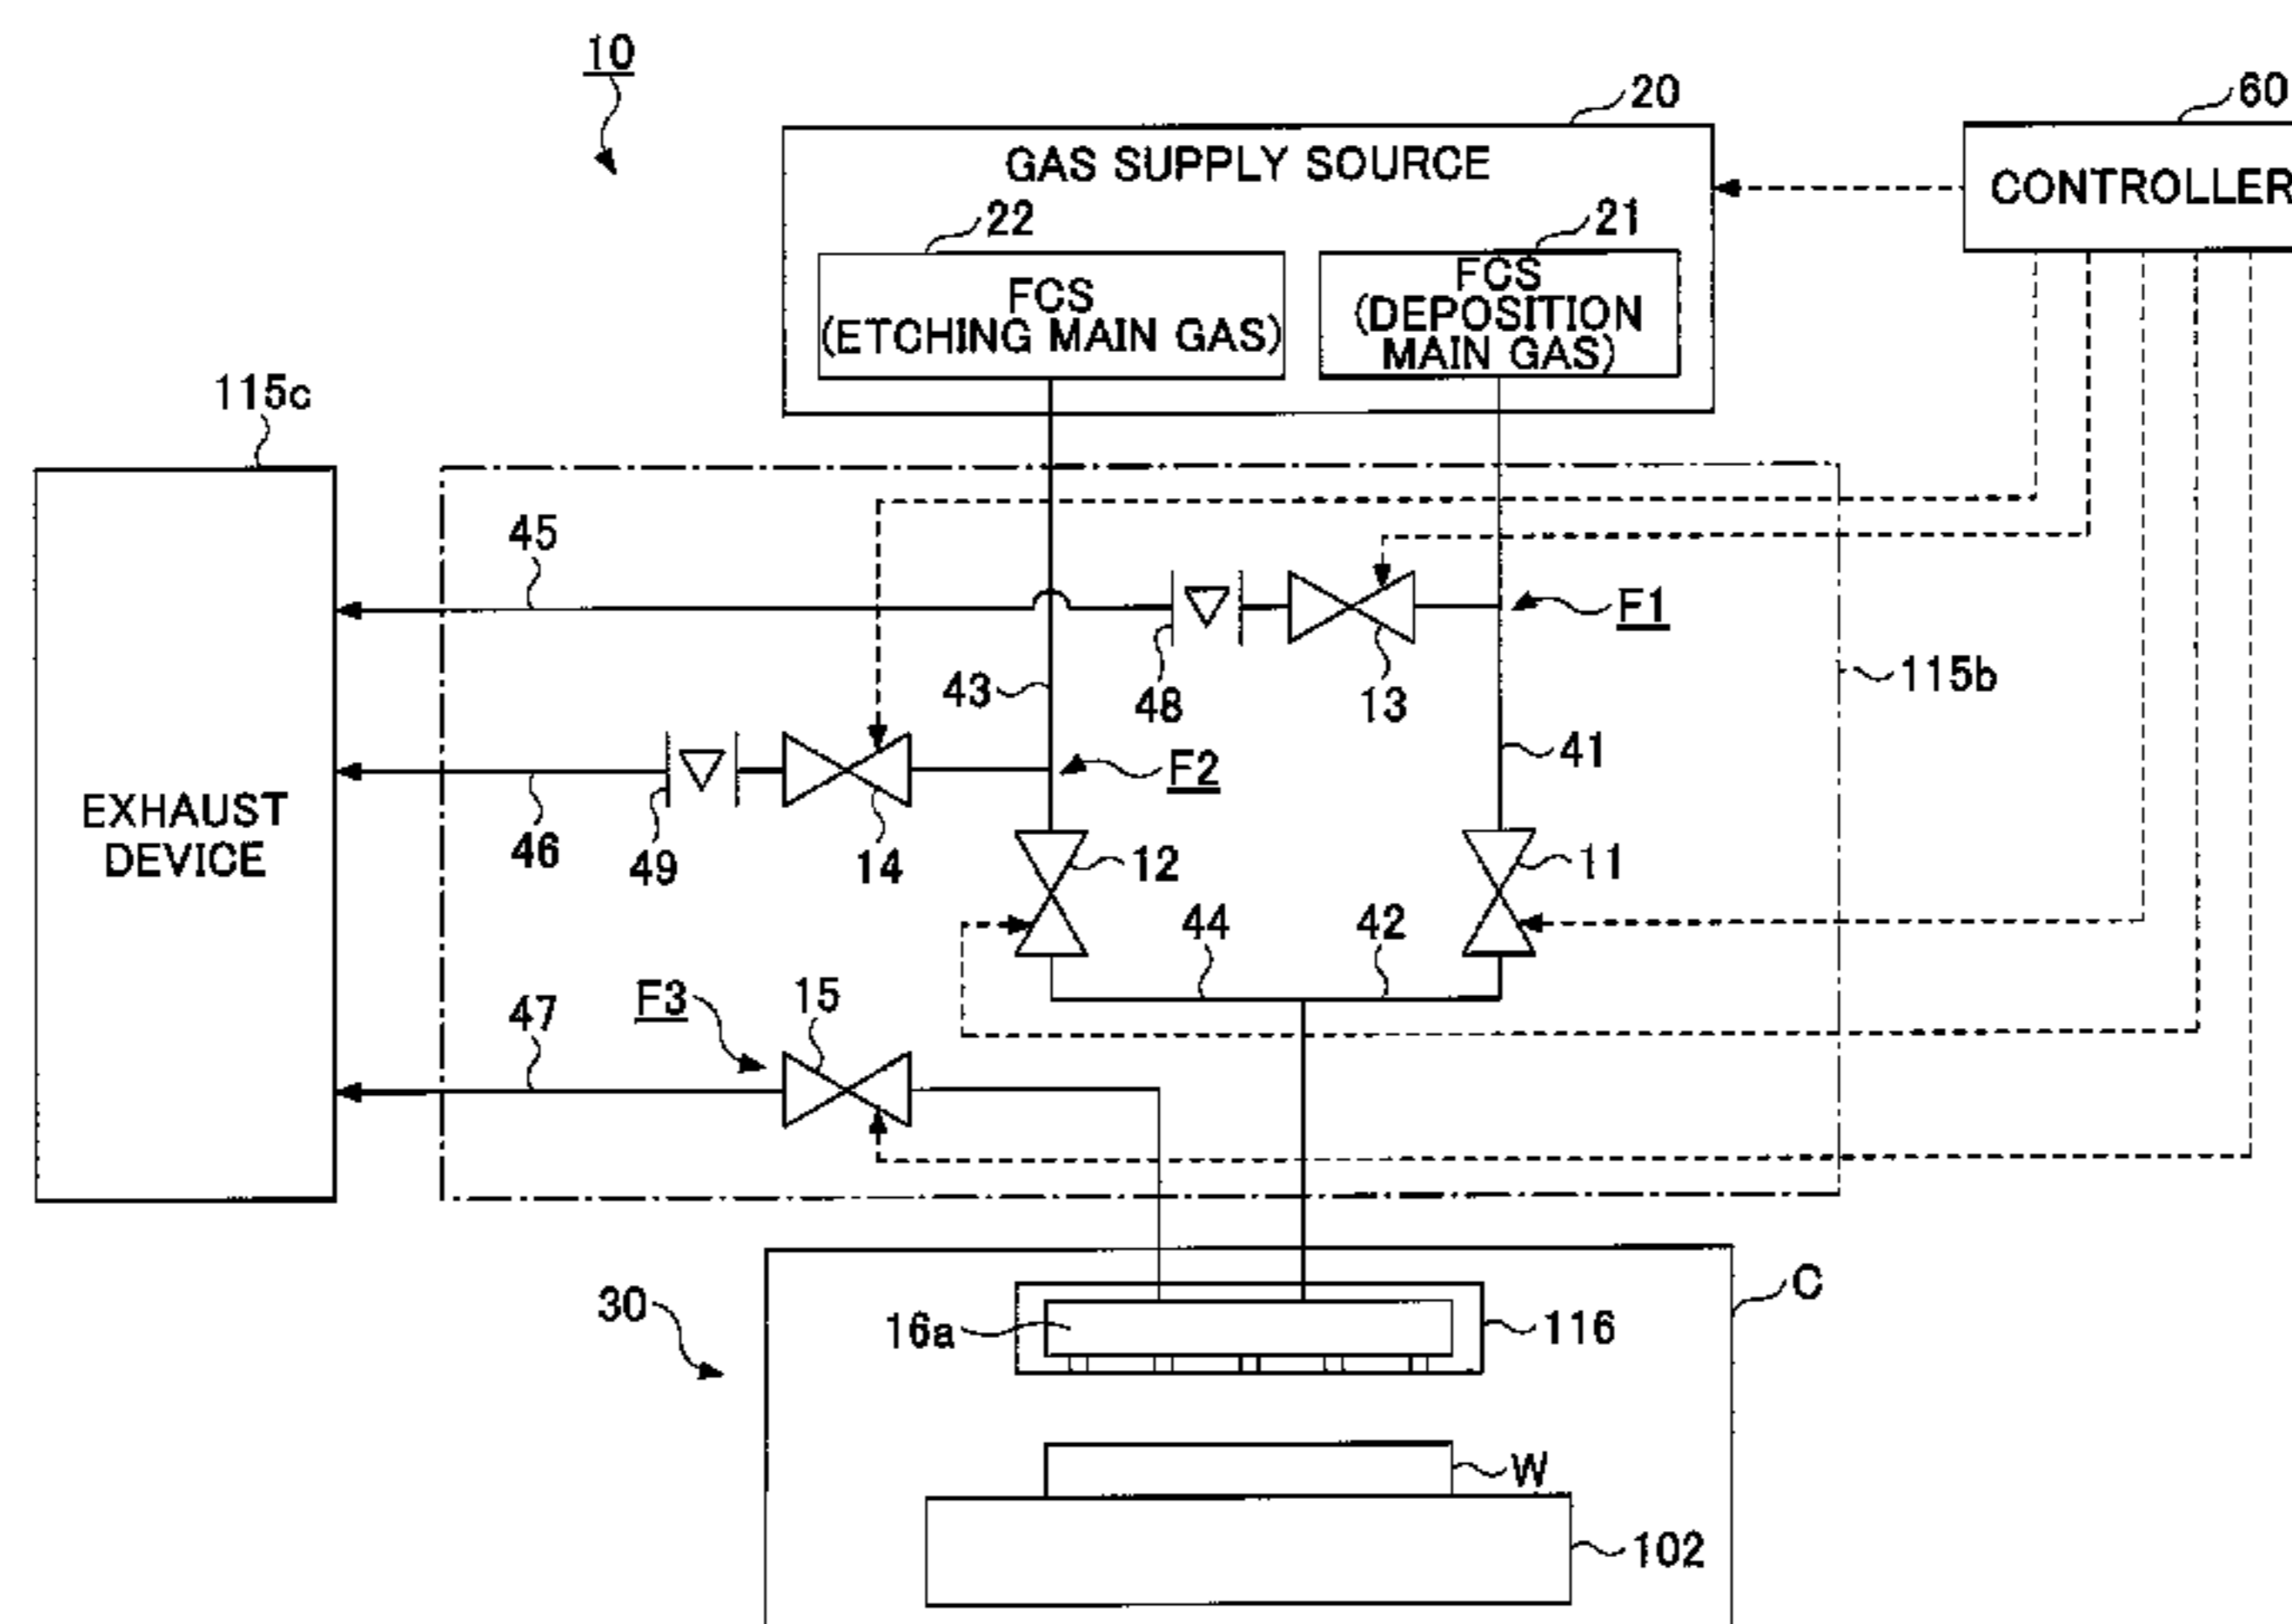 10
20
60
GAS SUPPLY SOURCE
CONTROLLER
22
21
FCS
(ETCHING MAIN GAS)
FCS
(DEPOSITION
MAIN GAS)
115c
45
F1
43
48
13
115b
41
F2
EXHAUST
DEVICE
46
49
14
12
11
44
42
F3
15
47
30
C
16a
116
W
102